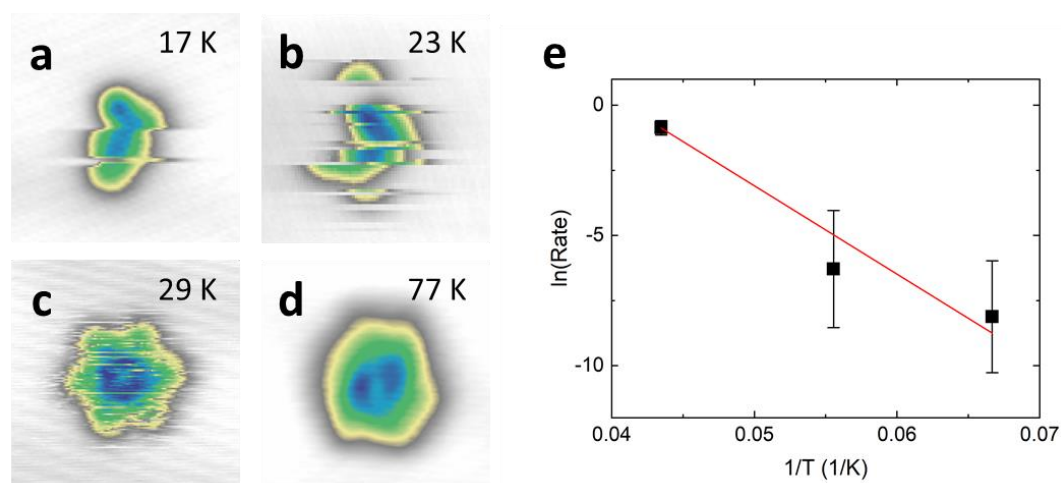 a
17 K
b
23 K
c
29 K
d
77 K
e
0
-5
-10
ln(Rate)
0.04
0.05
0.06
0.07
1/T (1/K)